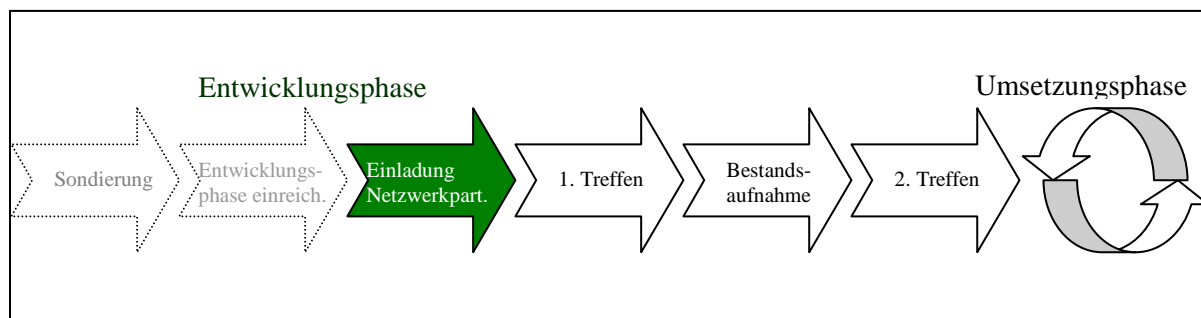 Entwicklungsphase
Umsetzungsphase
Sondierung
Entwicklungs-
phase einreich.
Einladung
Netzwerkpart.
1. Treffen
Bestands-
aufnahme
2. Treffen